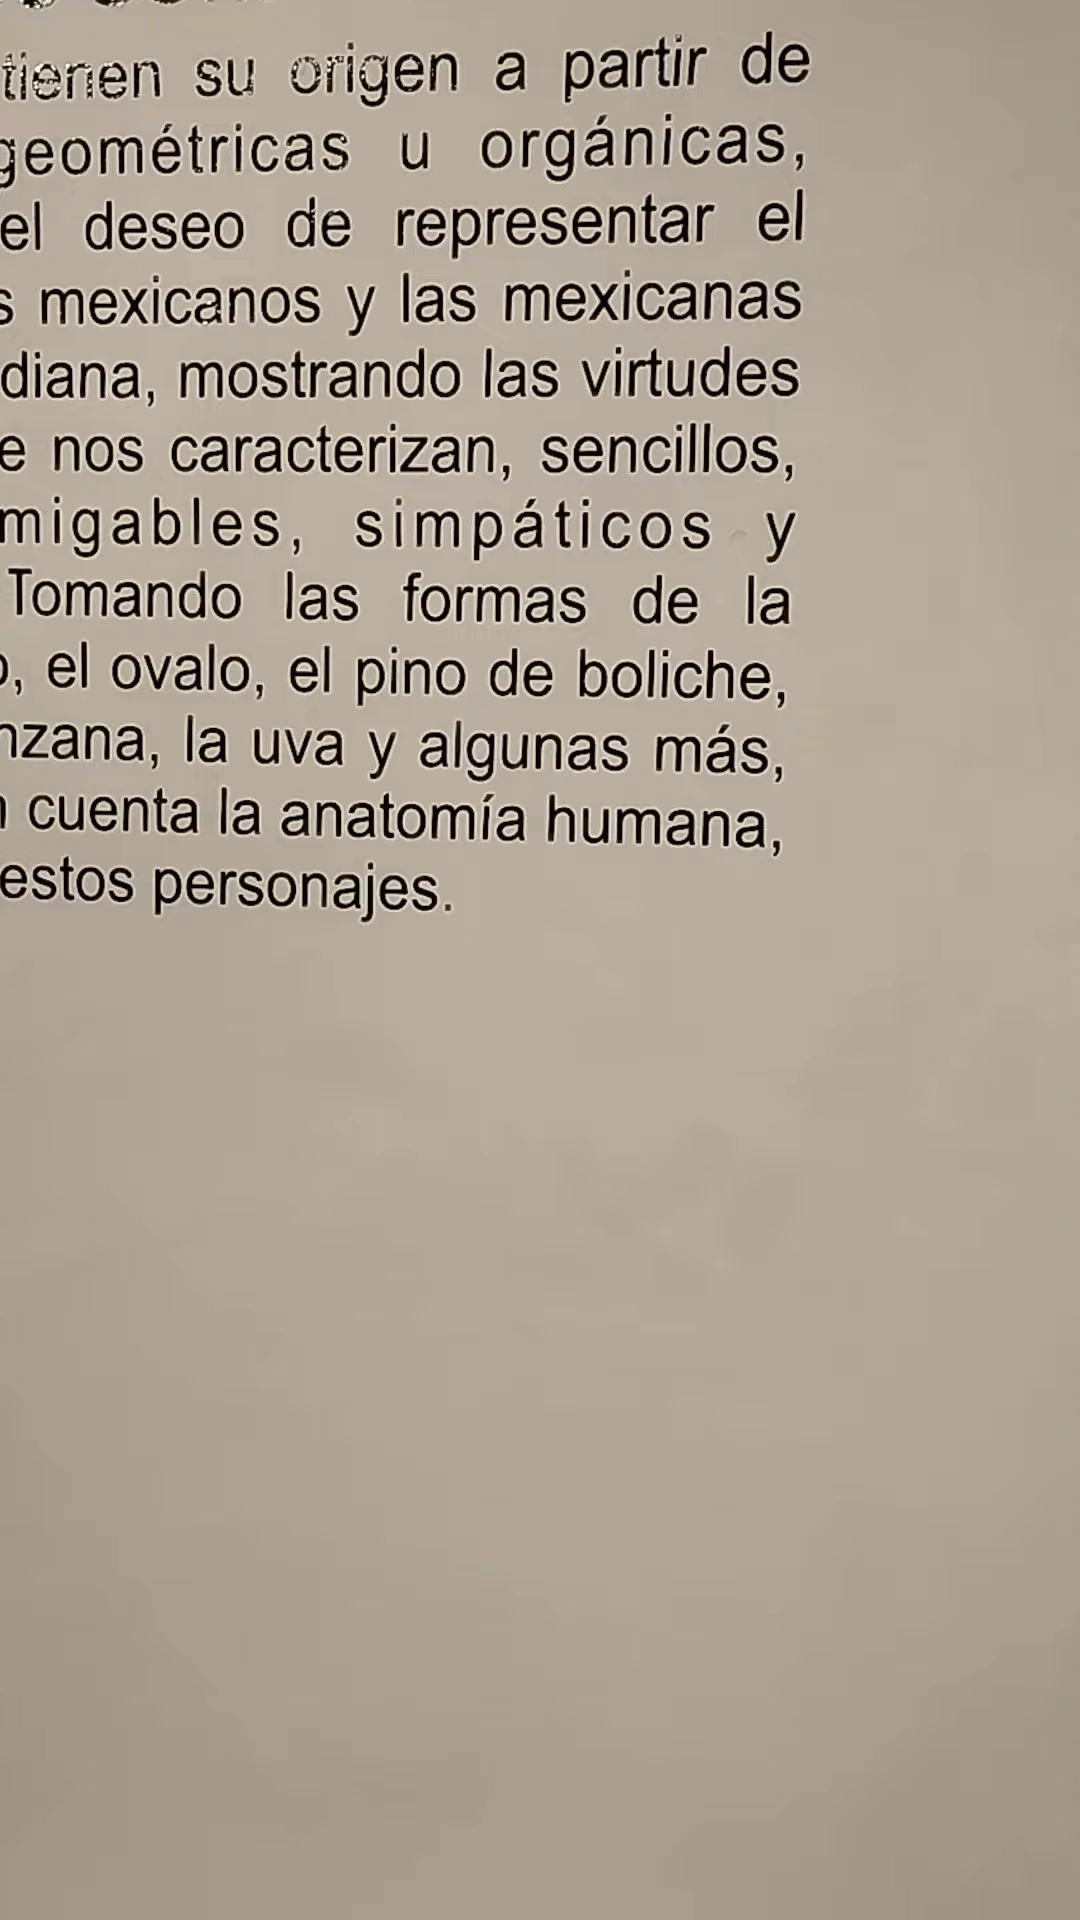 tienen su origen a partir de
geométricas u orgánicas,
el deseo de representar el
s mexicanos y las mexicanas
diana, mostrando las virtudes
e nos caracterizan, sencillos,
migables, simpáticos y
Tomando las formas de la
o, el ovalo, el pino de boliche,
nzana, la uva y algunas más,
n cuenta la anatomía humana,
estos personajes.